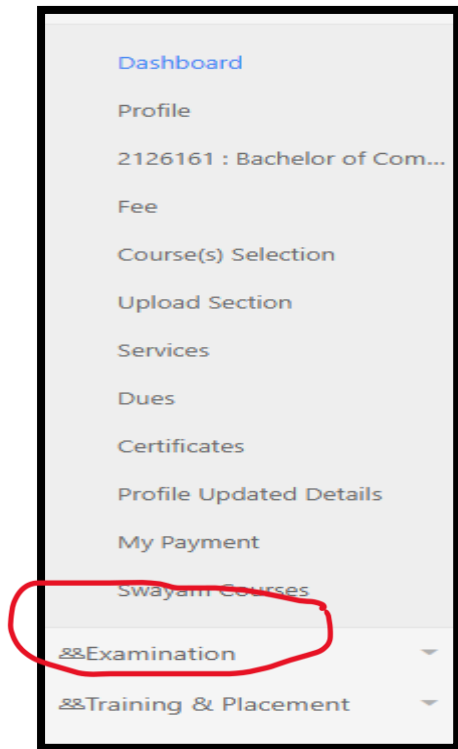 Dashboard
Profile
2126161 : Bachelor of Com...
Fee
Course(s) Selection
Upload Section
Services
Dues
Certificates
Profile Updated Details
My Payment
Swayam Courses
Examination
Training & Placement